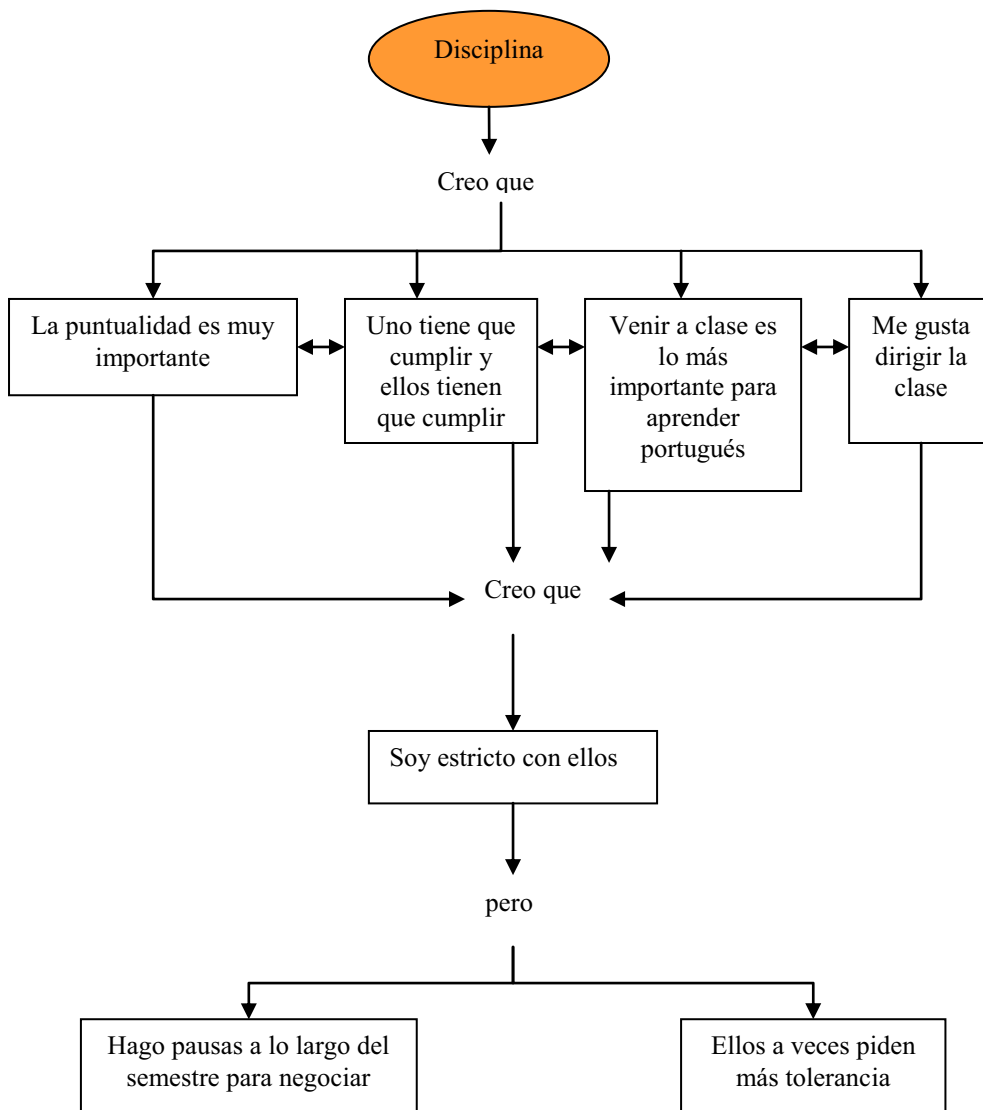 Disciplina
Creo que
La puntualidad es muy
importante
Uno tiene que
cumplir y
ellos tienen
que cumplir
Venir a clase es
lo más
importante para
aprender
portugués
Me gusta
dirigir la
clase
Creo que
Soy estricto con ellos
pero
Hago pausas a lo largo del
semestre para negociar
Ellos a veces piden
más tolerancia